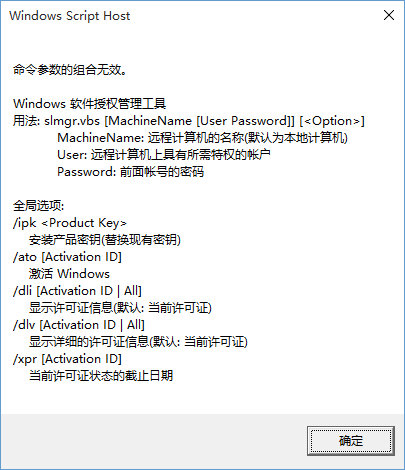 Windows Script Host
命令参数的组合无效。
Windows 软件授权管理工具
用法: slmgr.vbs [MachineName [User Password]] [<Option>]
MachineName: 远程计算机的名称(默认为本地计算机)
User: 远程计算机上具有所需特权的帐户
Password: 前面帐号的密码
全局选项:
/ipk <Product Key>
安装产品密钥(替换现有密钥)
/ato [Activation ID]
激活 Windows
/dli [Activation ID | All]
显示许可证信息(默认: 当前许可证)
/dlv [Activation ID | All]
显示详细的许可证信息(默认: 当前许可证)
/xpr [Activation ID]
当前许可证状态的截止日期
确定